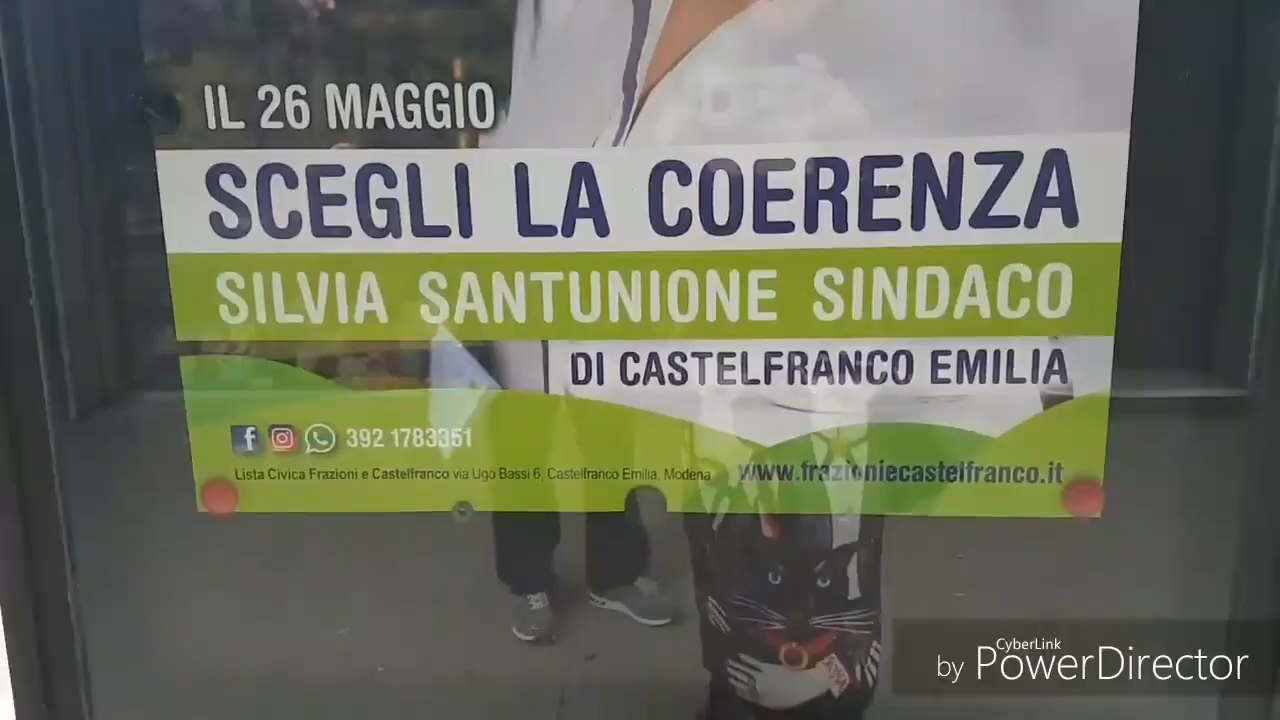 IL 26 MAGGIO
SCEGLI LA COERENZA
SILVIA SANTUNIONE SINDACO
DI CASTELFRANCO EMILIA
392 1783351
Lista Civica Frazioni e Castelfranco via Ugo Bassi 6, Castelfranco Emilia, Modena
www.frazioniecastelfranco.it
by CyberLink PowerDirector